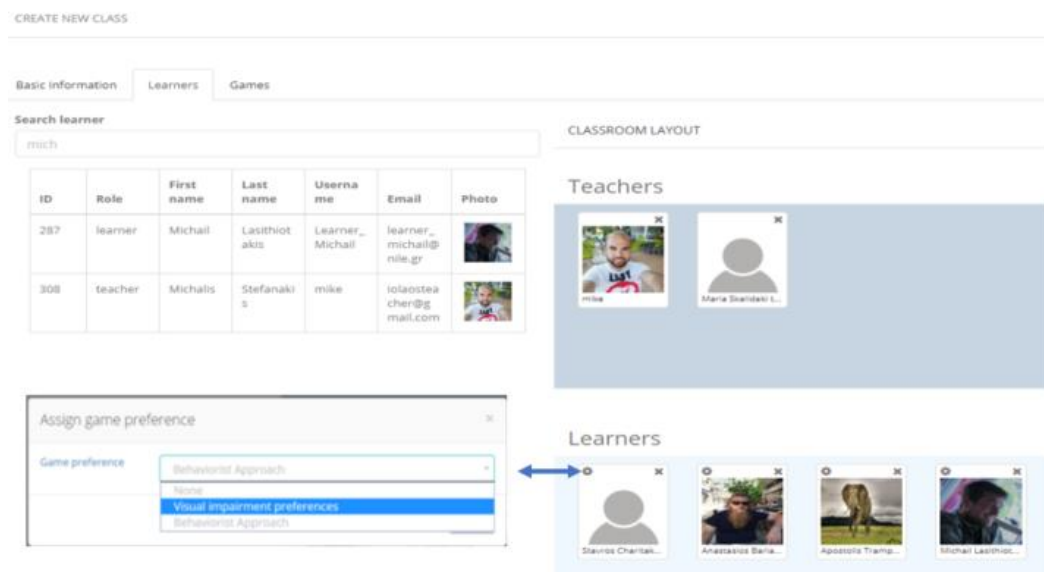 CREATE NEW CLASS
Basic information Learners Games
Search learner
mich
ID Role First name Last name Userna me Email Photo
287 learner Michail Lasithiot akis Learner_ Michail learner_ michail@ nile.gr
308 teacher Michalis Stefanaki s mike iolaostea cher@g mail.com
Assign game preference
Game preference
Behaviorist Approach
None
Visual impairment preferences
Behaviorist Approach
CLASSROOM LAYOUT
Teachers
mike
Maria Skalidaki t...
Learners
Stavros Charitak...
Anastasios Baria...
Apostolis Tramp...
Michail Lasithiot...